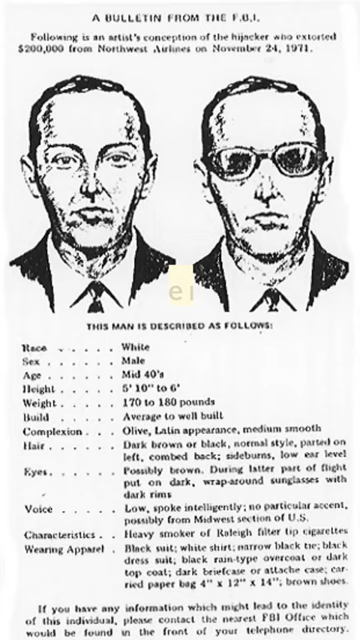 A BULLETIN FROM THE F.B.I.
Following is an artist's conception of the hijacker who extorted
$200,000 from Northwest Airlines on November 24, 1971.
ei
THIS MAN IS DESCRIBED AS FOLLOWS:
Race . . . . . . White
Sex . . . . . . . Male
Age . . . . . . . Mid 40's
Height . . . . . 5' 10" to 6'
Weight . . . . . 170 to 180 pounds
Build . . . . . . Average to well built
Complexion . . . Olive, Latin appearance, medium smooth
Hair . . . . . . Dark brown or black, normal style, parted on
left, combed back; sideburns, low ear level
Eyes . . . . . . Possibly brown. During latter part of flight
put on dark, wrap-around sunglasses with
dark rims
Voice . . . . . Low, spoke intelligently; no particular accent,
possibly from Midwest section of U.S.
Characteristics . . Heavy smoker of Raleigh filter tip cigarettes
Wearing Apparel . Black suit; white shirt; narrow black tie; black
dress suit; black rain-type overcoat or dark
top coat; dark briefcase or attache case; car-
ried paper bag 4" x 12" x 14"; brown shoes.
If you have any information which might lead to the identity
of this individual, please contact the nearest FBI Office which
would be found in the front of your telephone directory.